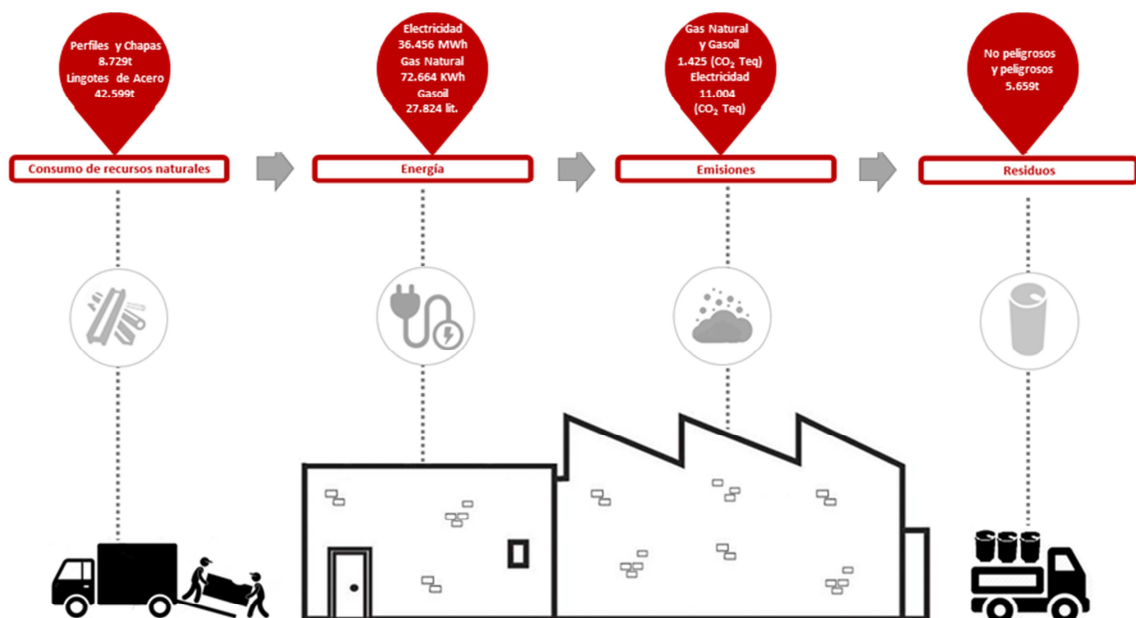 Perfiles y Chapas
8.729t
Lingotes de Acero
42.599t
Consumo de recursos naturales
Electricidad
36.456 MWh
Gas Natural
72.664 KWh
Gasoil
27.824 lit.
Energía
Gas Natural
y Gasoil
1.425 (CO₂ Teq)
Electricidad
11.004
(CO₂ Teq)
Emisiones
No peligrosos
y peligrosos
5.659t
Residuos